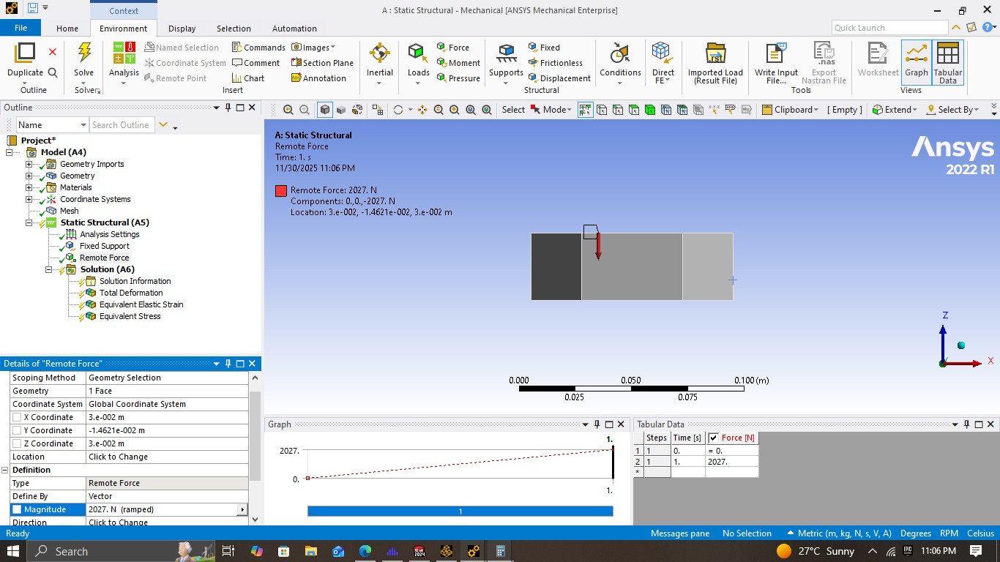 Context
A : Static Structural - Mechanical [ANSYS Mechanical Enterprise]
File Home Environment Display Selection Automation
Quick Launch
Duplicate
Outline
Solve
Solver
Analysis
Named Selection
Coordinate System
Remote Point
Commands
Comment
Chart
Images
Section Plane
Annotation
Insert
Inertial
Loads
Force
Moment
Pressure
Supports
Fixed
Frictionless
Displacement
Conditions
Direct
FE
Structural
Imported Load
(Result File)
Write Input
File...
Export
Nastran File
Tools
Worksheet
Graph
Tabular
Data
Views
Outline
Name
Search Outline
Select
Mode
Clipboard
[ Empty ]
Extend
Select By
Project*
Model (A4)
Geometry Imports
Geometry
Materials
Coordinate Systems
Mesh
Static Structural (A5)
Analysis Settings
Fixed Support
Remote Force
Solution (A6)
Solution Information
Total Deformation
Equivalent Elastic Strain
Equivalent Stress
A: Static Structural
Remote Force
Time: 1. s
11/30/2025 11:06 PM
Remote Force: 2027. N
Components: 0.,0.,-2027. N
Location: 3.e-002, -1.4621e-002, 3.e-002 m
Ansys
2022 R1
Z
X
0.000 0.050 0.100 (m)
0.025 0.075
Details of "Remote Force"
Scoping Method Geometry Selection
Geometry 1 Face
Coordinate System Global Coordinate System
X Coordinate 3.e-002 m
Y Coordinate -1.4621e-002 m
Z Coordinate 3.e-002 m
Location Click to Change
Definition
Type Remote Force
Define By Vector
Magnitude 2027. N (ramped)
Direction Click to Change
Graph
1.
2027.
0.
1.
1
Tabular Data
Steps Time [s] Force [N]
1 1 0. = 0.
2 1 1. 2027.
*
Ready
Messages pane No Selection Metric (m, kg, N, s, V, A) Degrees RPM Celsius
Search
27°C Sunny
11:06 PM